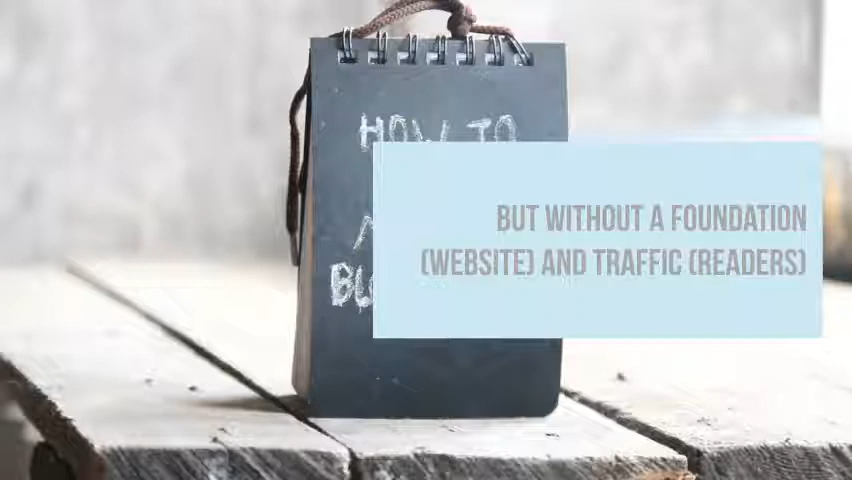 HOW TO
BUT WITHOUT A FOUNDATION
(WEBSITE) AND TRAFFIC (READERS)